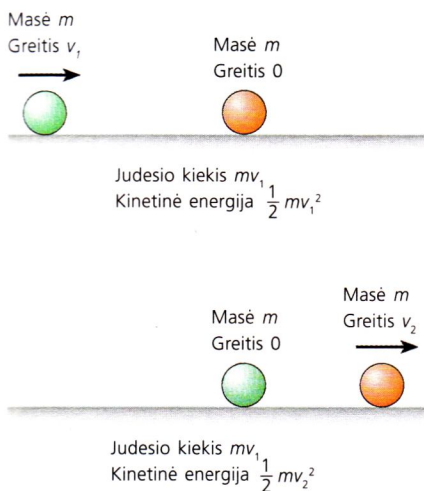 Masė m
Greitis v₁
Masė m
Greitis 0
Judesio kiekis mv₁
Kinetinė energija 1/2 mv₁²
Masė m
Greitis 0
Masė m
Greitis v₂
Judesio kiekis mv₁
Kinetinė energija 1/2 mv₂²